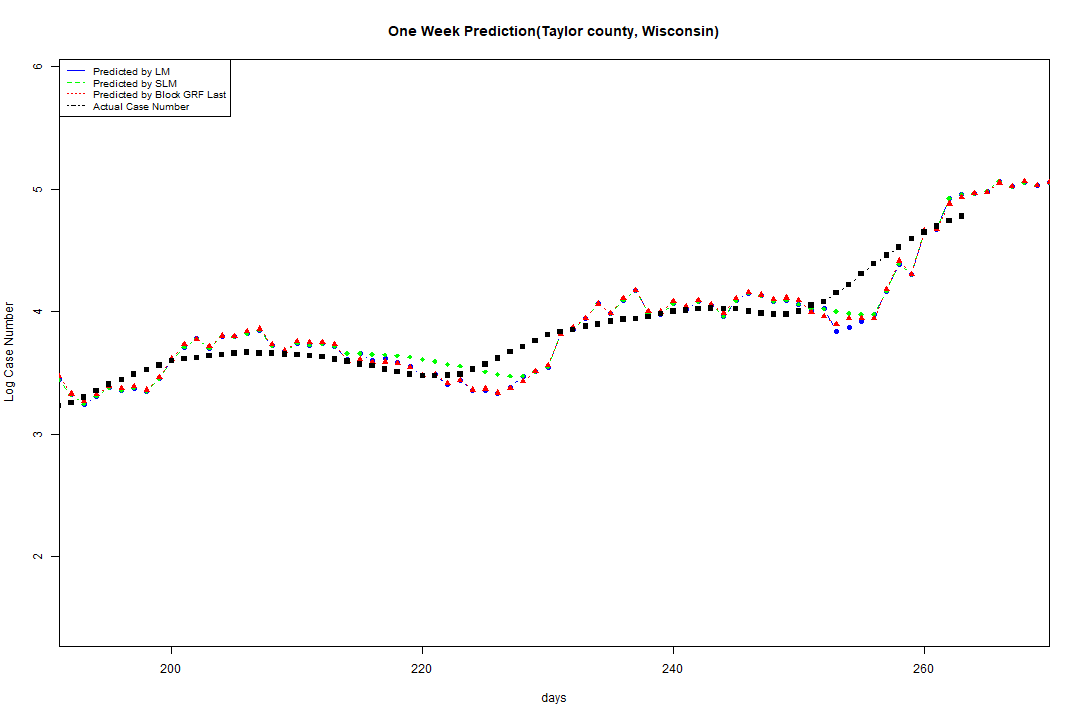 One Week Prediction(Taylor county, Wisconsin)
Predicted by LM
Predicted by SLM
Predicted by Block GRF Last
Actual Case Number
6
5
4
3
2
Log Case Number
200 220 240 260
days